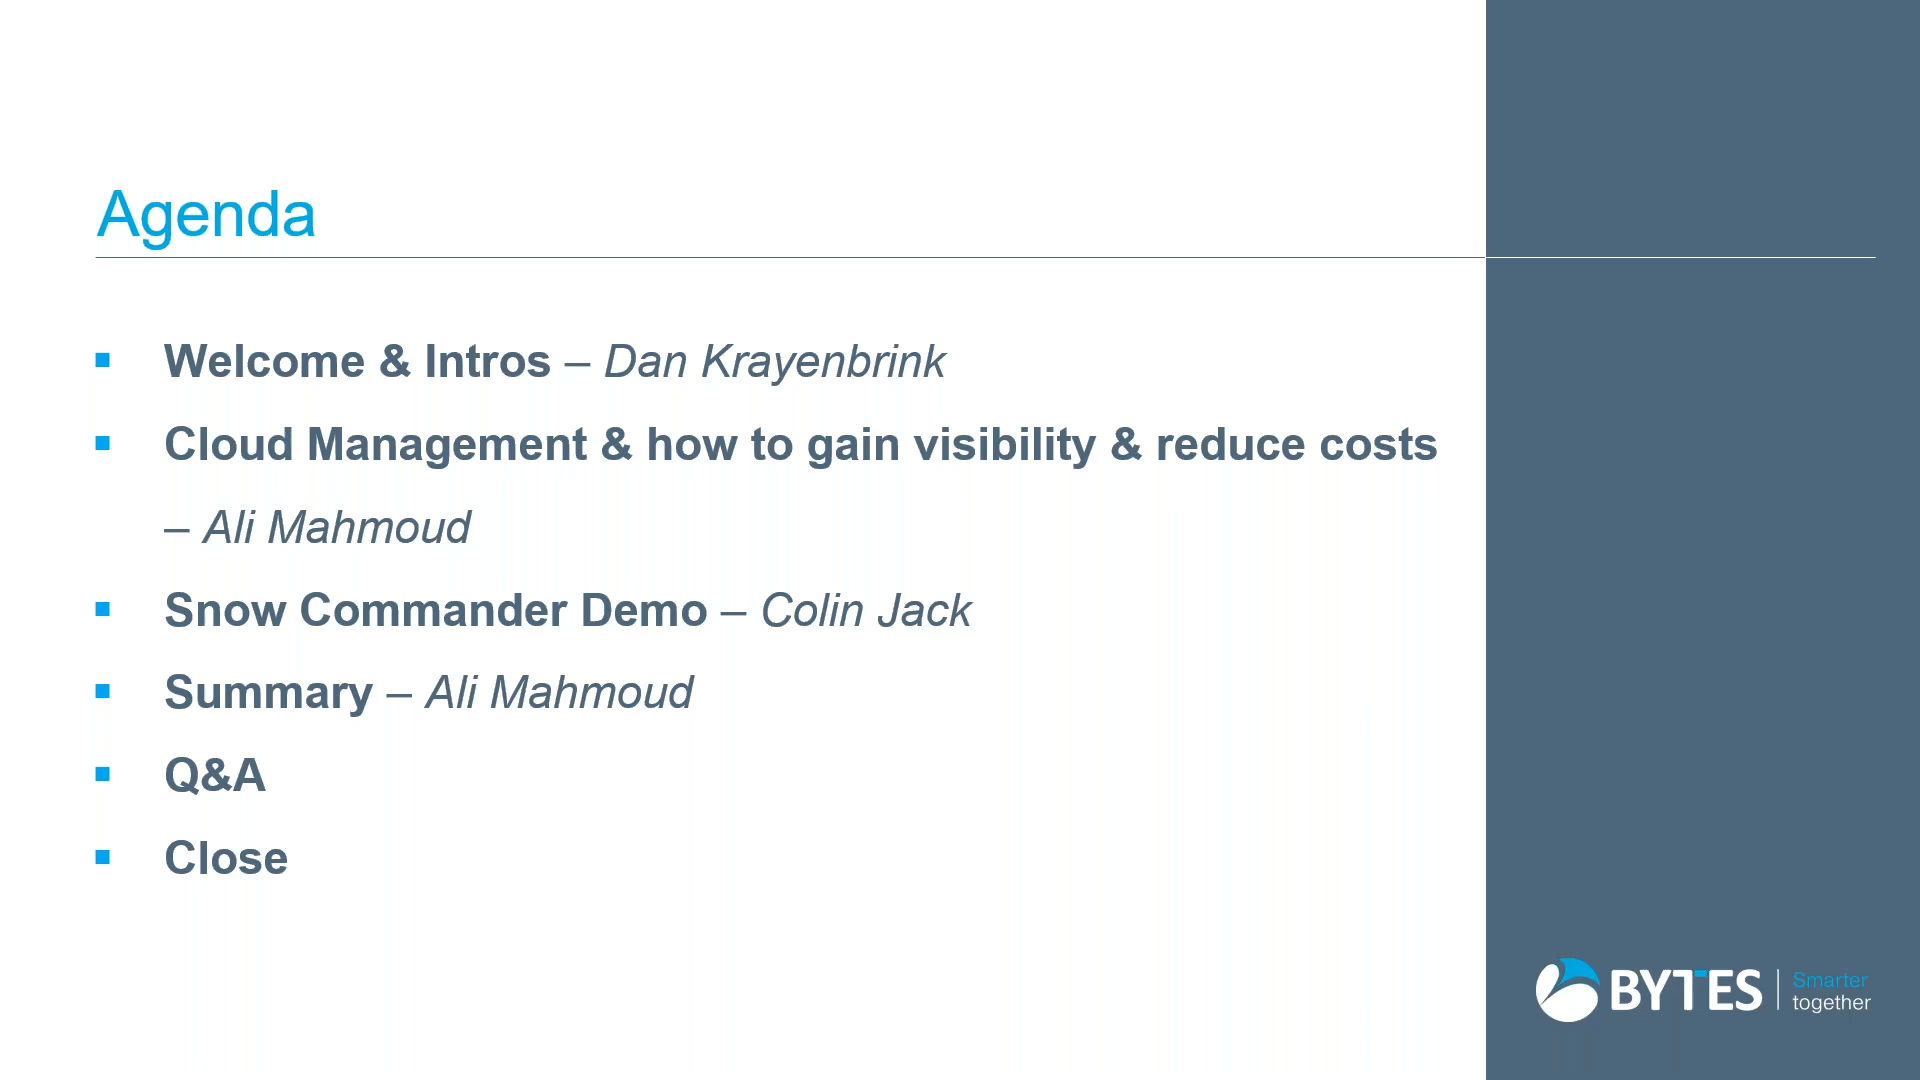 Agenda
▪ Welcome & Intros – Dan Krayenbrink
▪ Cloud Management & how to gain visibility & reduce costs
– Ali Mahmoud
▪ Snow Commander Demo – Colin Jack
▪ Summary – Ali Mahmoud
▪ Q&A
▪ Close
BYTES
Smarter
together